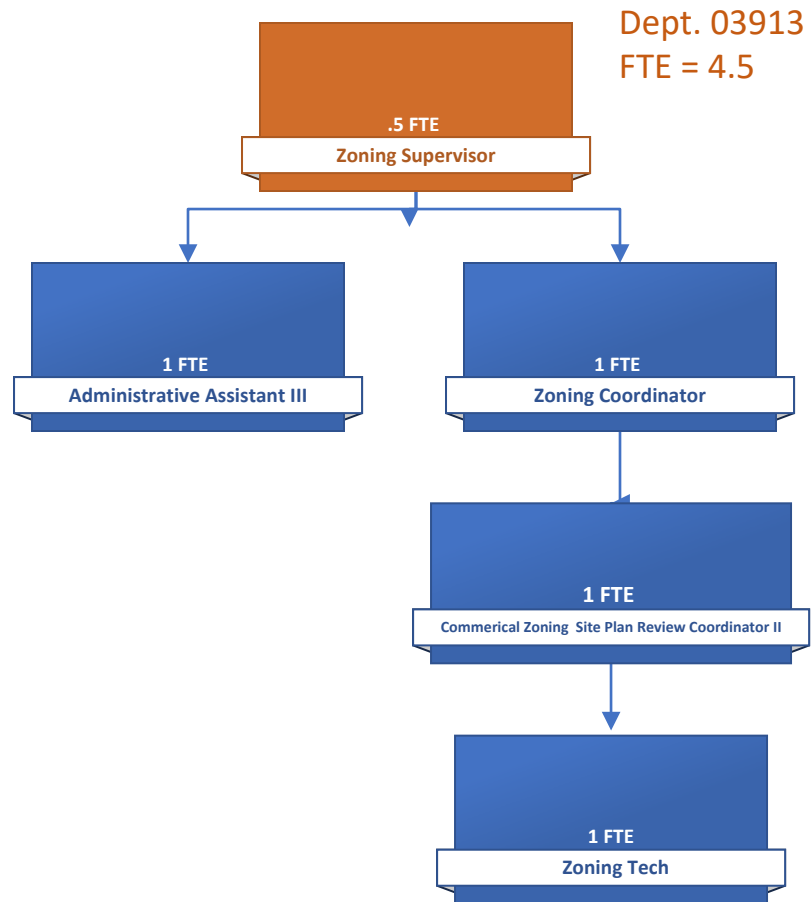 Dept. 03913
FTE = 4.5
.5 FTE
Zoning Supervisor
1 FTE
Administrative Assistant III
1 FTE
Zoning Coordinator
1 FTE
Commerical Zoning  Site Plan Review Coordinator II
1 FTE
Zoning Tech